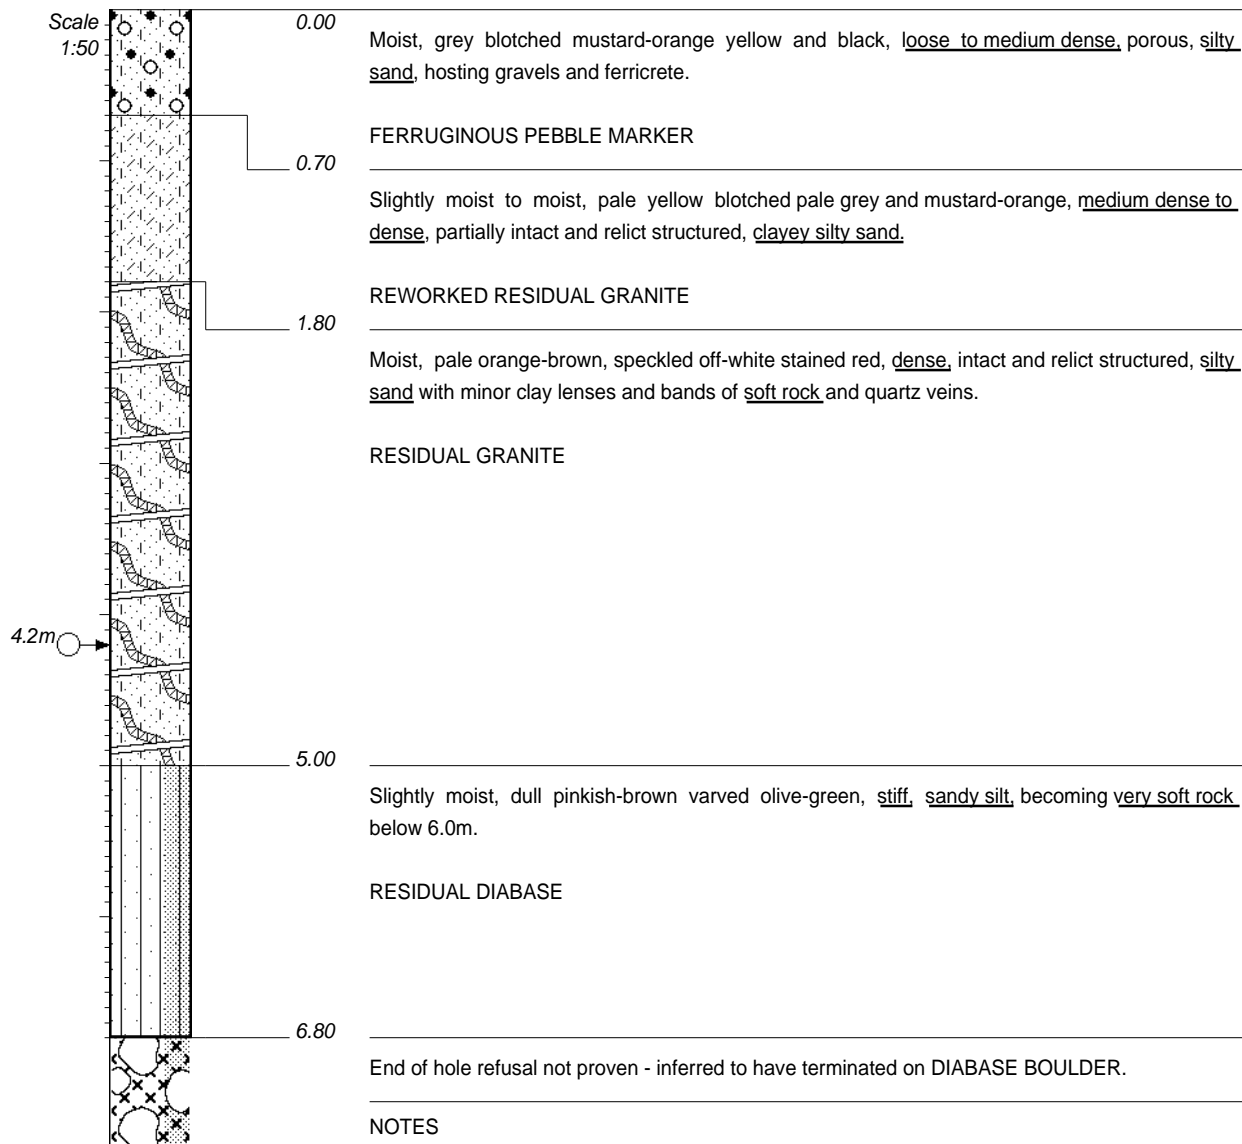 Scale
1:50
0.00
Moist, grey blotched mustard-orange yellow and black, loose to medium dense, porous, silty
sand, hosting gravels and ferricrete.
FERRUGINOUS PEBBLE MARKER
0.70
Slightly moist to moist, pale yellow blotched pale grey and mustard-orange, medium dense to
dense, partially intact and relict structured, clayey silty sand.
REWORKED RESIDUAL GRANITE
1.80
Moist, pale orange-brown, speckled off-white stained red, dense, intact and relict structured, silty
sand with minor clay lenses and bands of soft rock and quartz veins.
RESIDUAL GRANITE
4.2m
5.00
Slightly moist, dull pinkish-brown varved olive-green, stiff, sandy silt, becoming very soft rock
below 6.0m.
RESIDUAL DIABASE
6.80
End of hole refusal not proven - inferred to have terminated on DIABASE BOULDER.
NOTES